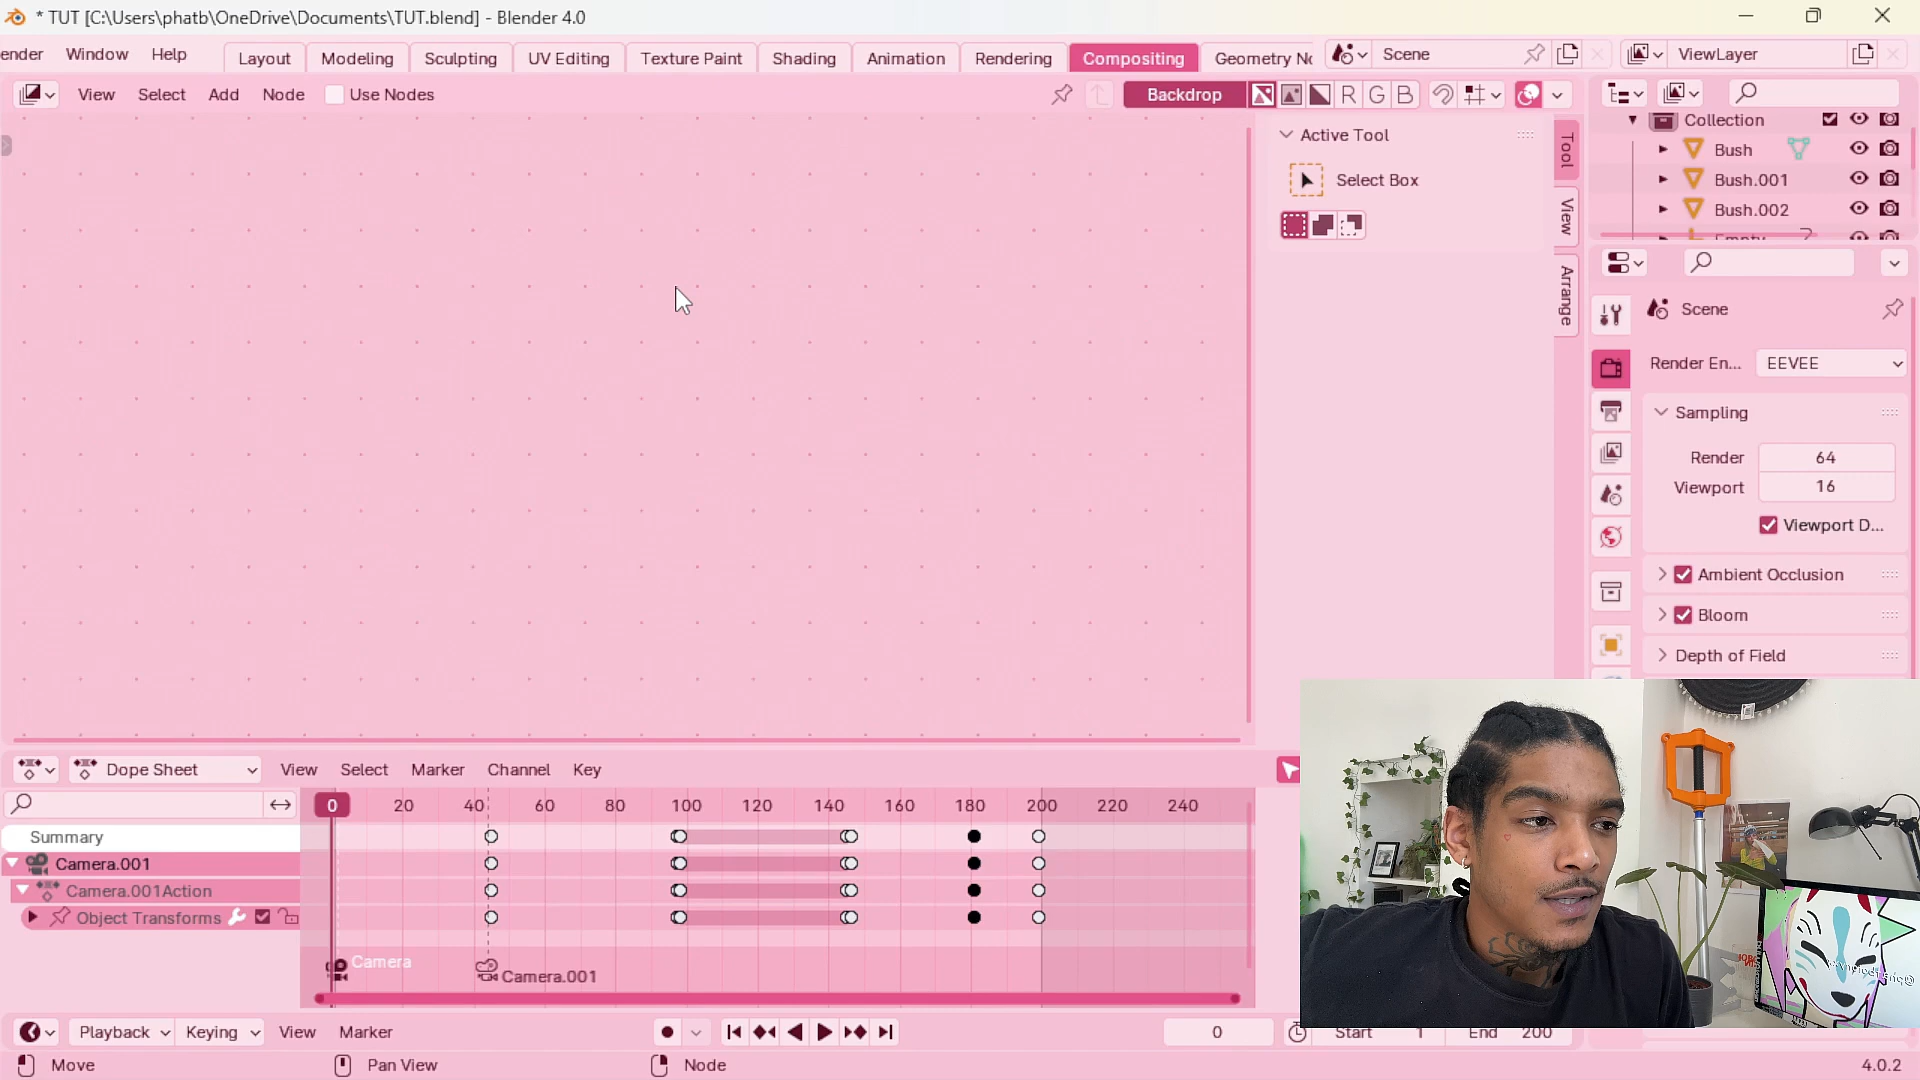 * TUT [C:\Users\phatb\OneDrive\Documents\TUT.blend] - Blender 4.0
ender Window Help Layout Modeling Sculpting UV Editing Texture Paint Shading Animation Rendering Compositing Geometry No Scene ViewLayer
View Select Add Node Use Nodes Backdrop R G B
Active Tool
Select Box
Tool
View
Arrange
Collection
Bush
Bush.001
Bush.002
Empty
Scene
Render En... EEVEE
Sampling
Render 64
Viewport 16
Viewport D...
Ambient Occlusion
Bloom
Depth of Field
Dope Sheet View Select Marker Channel Key
0 20 40 60 80 100 120 140 160 180 200 220 240
Summary
Camera.001
Camera.001Action
Object Transforms
Camera
Camera.001
Playback Keying View Marker 0 Start 1 End 200
Move Pan View Node 4.0.2